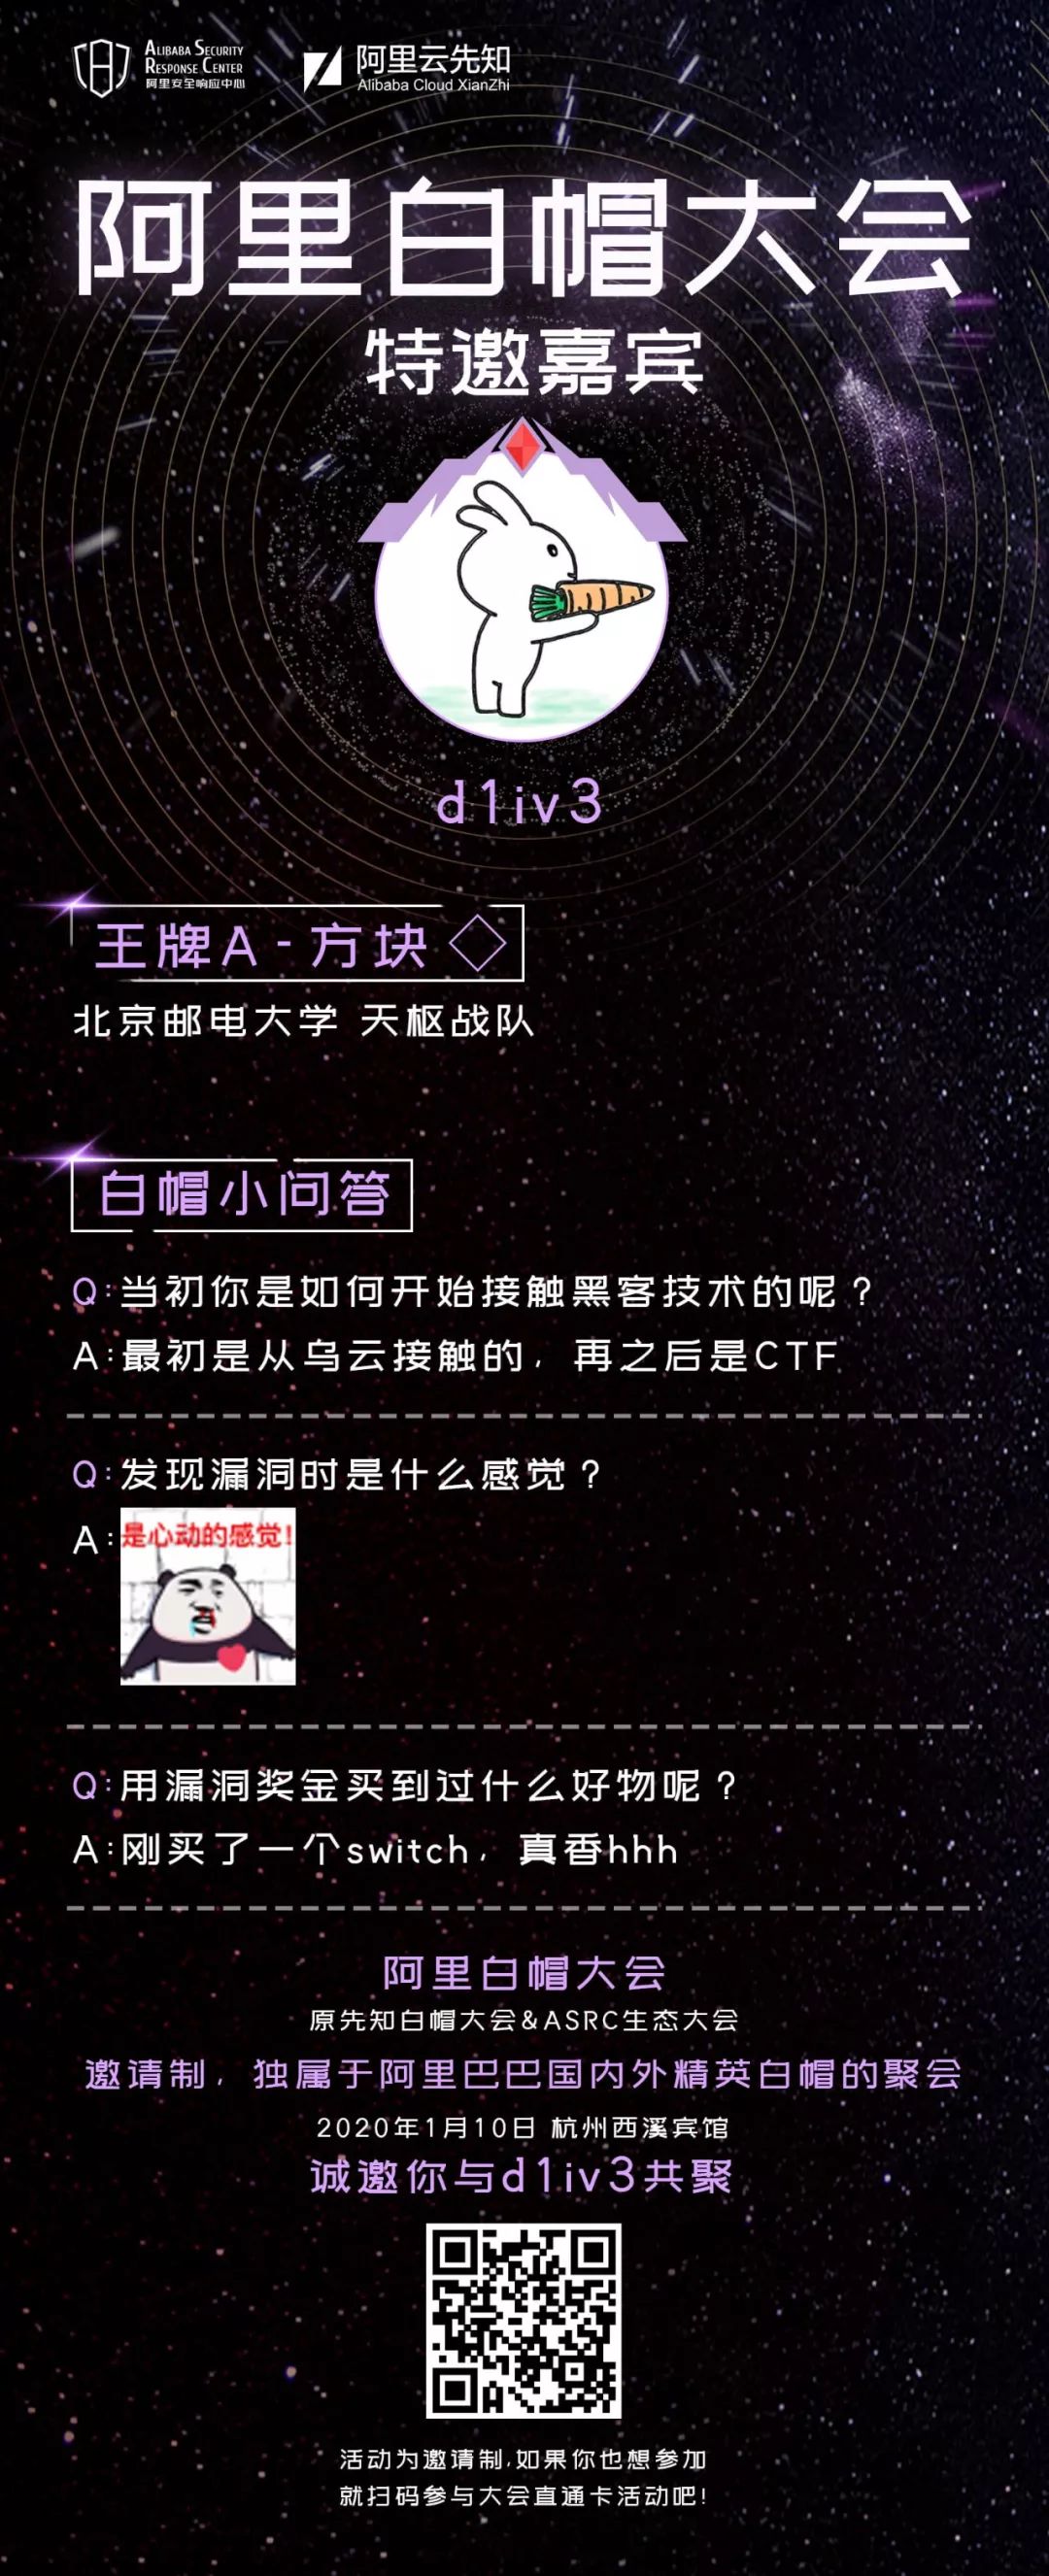 ALIBABA SECURITY
RESPONSE CENTER
阿里安全响应中心
阿里云先知
Alibaba Cloud XianZhi
阿里白帽大会
特邀嘉宾
d1iv3
王牌A-方块
北京邮电大学 天枢战队
白帽小问答
Q:当初你是如何开始接触黑客技术的呢？
A:最初是从乌云接触的，再之后是CTF
Q:发现漏洞时是什么感觉？
A:
是心动的感觉!
Q:用漏洞奖金买到过什么好物呢？
A:刚买了一个switch，真香hhh
阿里白帽大会
原先知白帽大会&ASRC生态大会
邀请制，独属于阿里巴巴国内外精英白帽的聚会
2020年1月10日 杭州西溪宾馆
诚邀你与d1iv3共聚
活动为邀请制,如果你也想参加
就扫码参与大会直通卡活动吧!